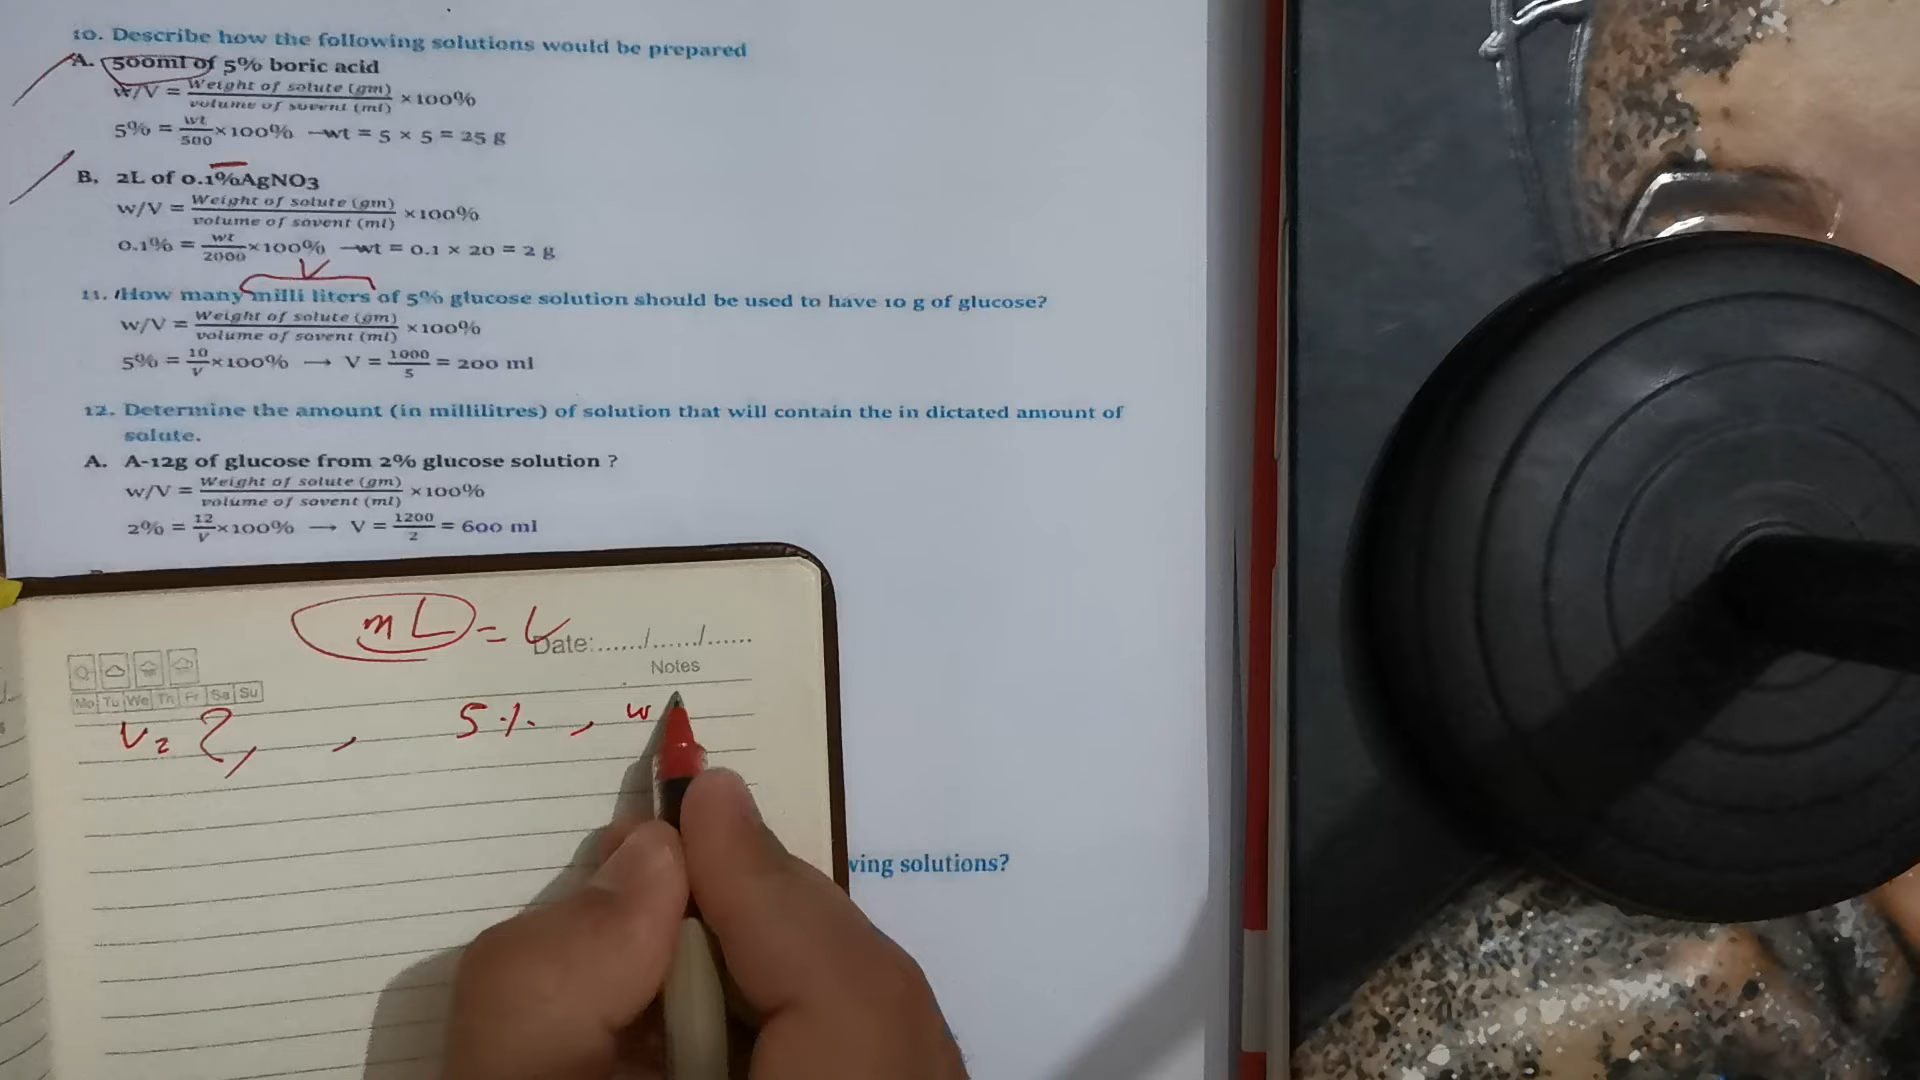 10. Describe how the following solutions would be prepared
A. 500ml of 5% boric acid
w/V = Weight of solute (gm) / volume of sovent (ml) ×100%
5% = wt/500 ×100% →wt = 5 × 5 = 25 g
B. 2L of 0.1%AgNO3
w/V = Weight of solute (gm) / volume of sovent (ml) ×100%
0.1% = wt/2000 ×100% →wt = 0.1 × 20 = 2 g
V
11. How many milli liters of 5% glucose solution should be used to have 10 g of glucose?
w/V = Weight of solute (gm) / volume of sovent (ml) ×100%
5% = 10/V ×100% → V = 1000/5 = 200 ml
12. Determine the amount (in millilitres) of solution that will contain the in dictated amount of
solute.
A. A-12g of glucose from 2% glucose solution ?
w/V = Weight of solute (gm) / volume of sovent (ml) ×100%
2% = 12/V ×100% → V = 1200/2 = 600 ml
mL = V
Date:....../....../......
Notes
Mo Tu We Th Fr Sa Su
V = ?, , 5%, w
ving solutions?